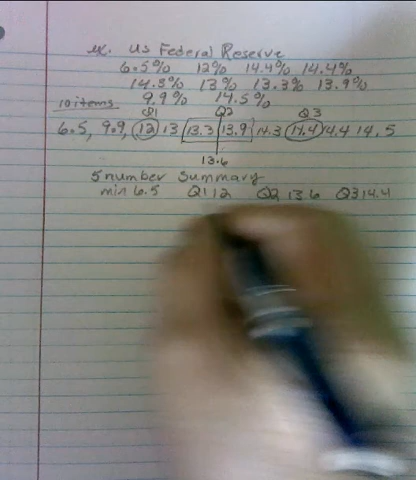 ex. US Federal Reserve
6.5% 12% 14.4% 14.4%
14.3% 13% 13.3% 13.9%
9.9% 14.5%
10 items Q1 Q2 Q3
6.5, 9.9, 12 13 13.3 13.9 14.3 14.4 14.4 14.5
13.6
5 number Summary
min 6.5 Q1 12 Q2 13.6 Q3 14.4